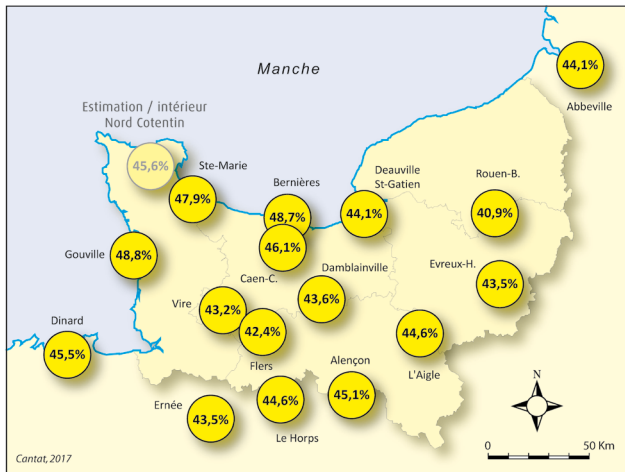 Manche
44,1%
Abbeville
Estimation / intérieur
Nord Cotentin
45,6%
Ste-Marie
47,9%
Bernières
48,7%
46,1%
Caen-C.
Deauville
St-Gatien
44,1%
Rouen-B.
40,9%
Gouville
48,8%
Damblainville
43,6%
Evreux-H.
43,5%
Vire
43,2%
42,4%
Flers
Dinard
45,5%
44,6%
L'Aigle
Alençon
45,1%
Ernée
43,5%
44,6%
Le Horps
N
0
50 Km
Cantat, 2017